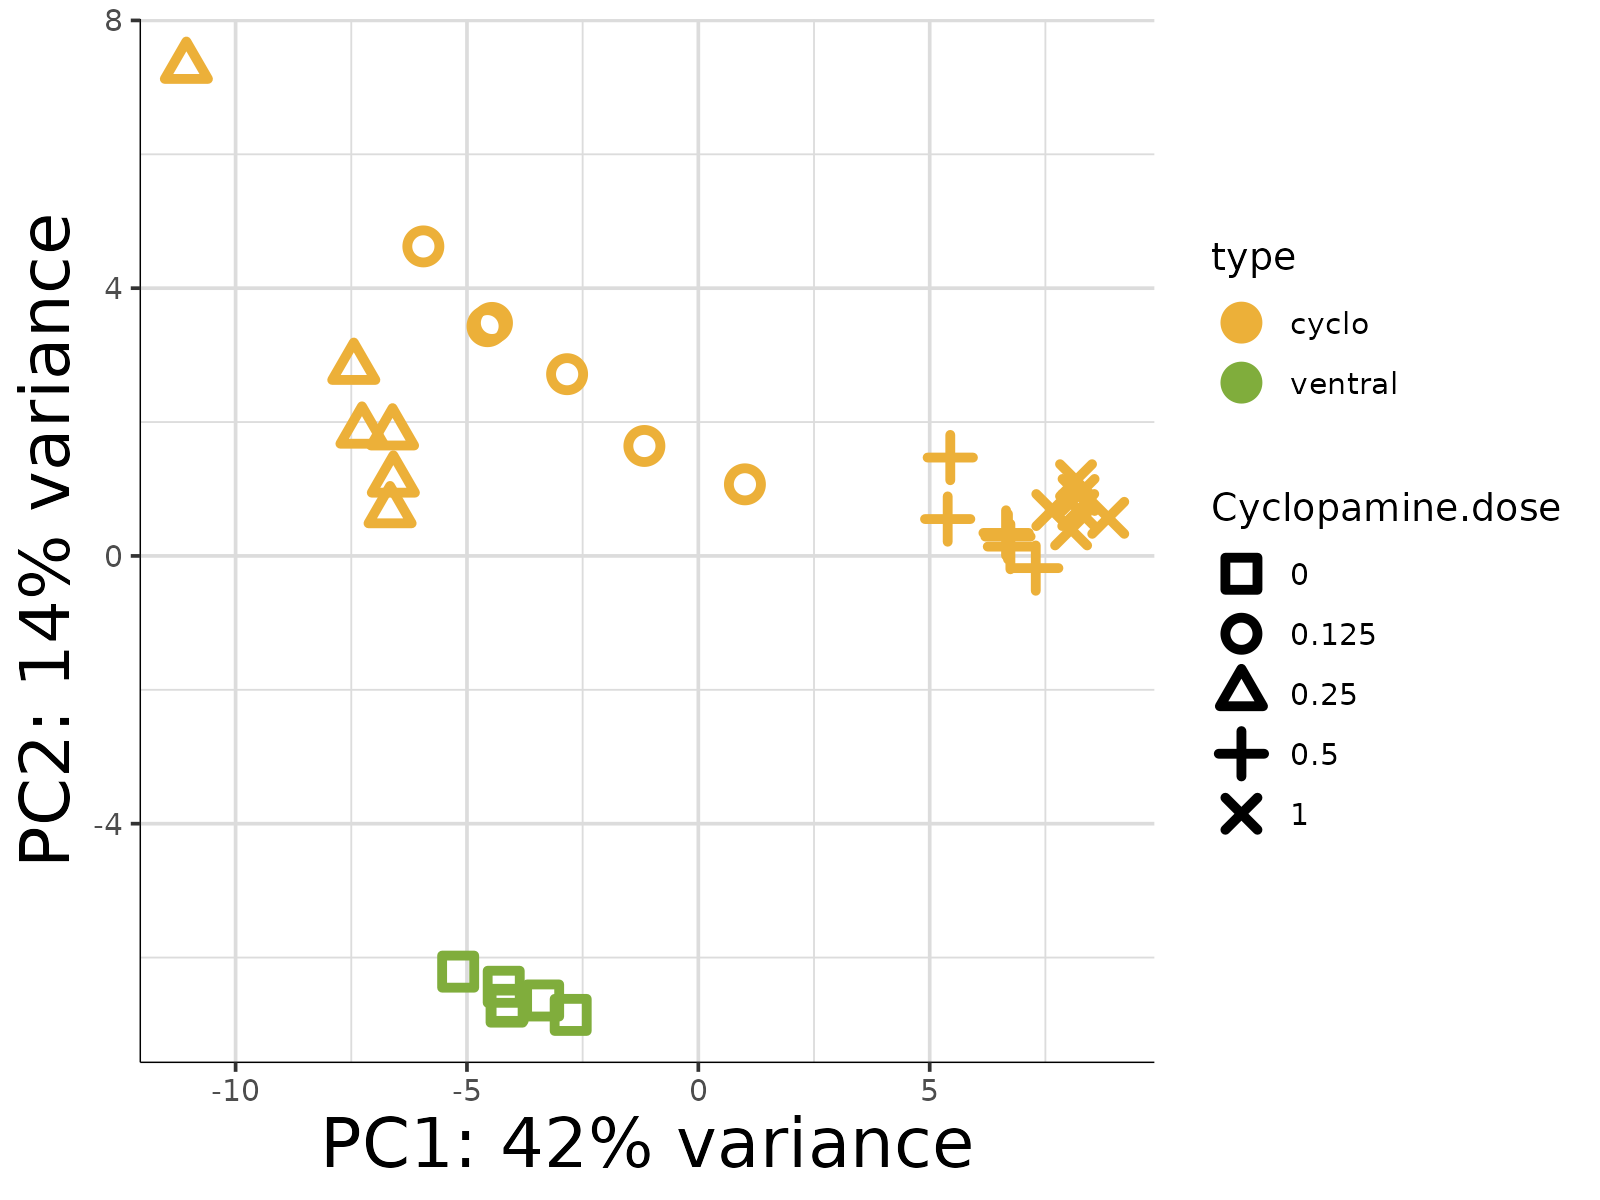 8
4
0
-4
-10
-5
0
5
PC2: 14% variance
PC1: 42% variance
type
cyclo
ventral
Cyclopamine.dose
0
0.125
0.25
0.5
1